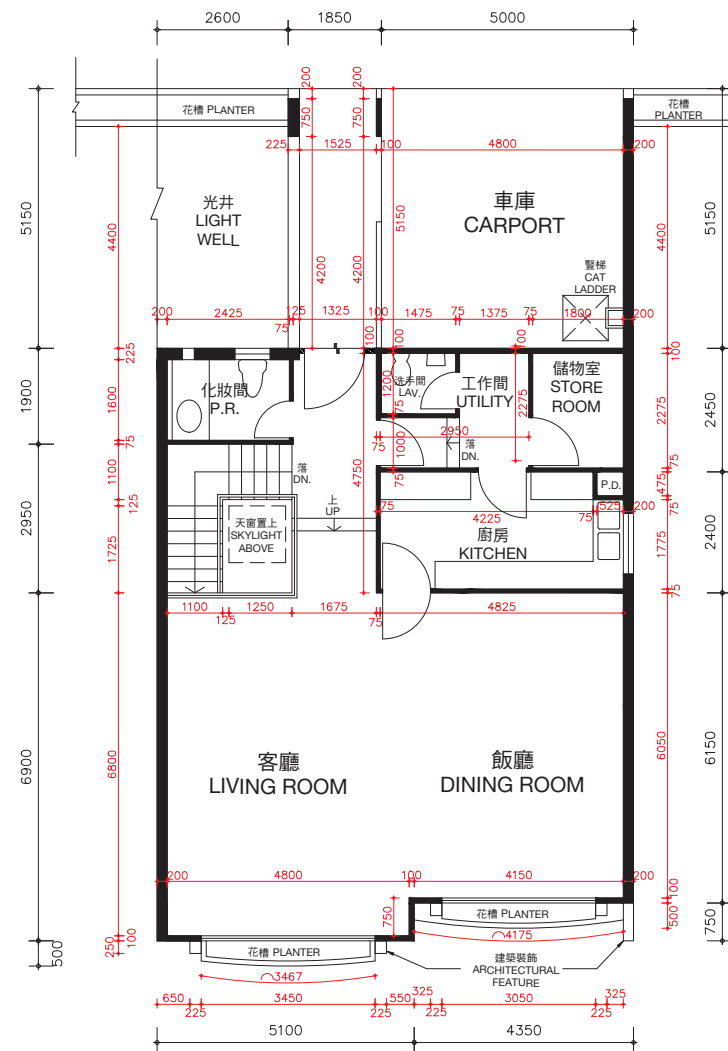 2600 1850 5000
200 200
花槽 PLANTER
花槽
PLANTER
750 750
225 1525 100 4800 200
光井
LIGHT
WELL
車庫
CARPORT
5150 4400 5150 4400 5150
4200 4200
豎梯
CAT
LADDER
200 2425 125 1325 100 1475 75 1375 75 1800 200
75
100 100 100
225 100
化妝間
P.R.
洗手間
LAV.
工作間
UTILITY
儲物室
STORE
ROOM
1900 1600 1200 2275 2275 2450
75 75 2950
75 1000
落
DN.
落
DN.
75 75
2950 1100 4750 475
P.D.
125
上
UP
天窗置上
SKYLIGHT
ABOVE
75 4225 75 525 200
75
廚房
KITCHEN
1725 1775 2400
75
1100 1250 1675 4825
125 75
客廳
LIVING ROOM
飯廳
DINING ROOM
6900 6800 6050 6150
200 4800 100 4150 200
100
750 500 750
花槽 PLANTER
4175
500 250 100
花槽 PLANTER
建築裝飾
ARCHITECTURAL
FEATURE
3467
650 3450 550 325 3050 325
225 225 225 225
5100 4350